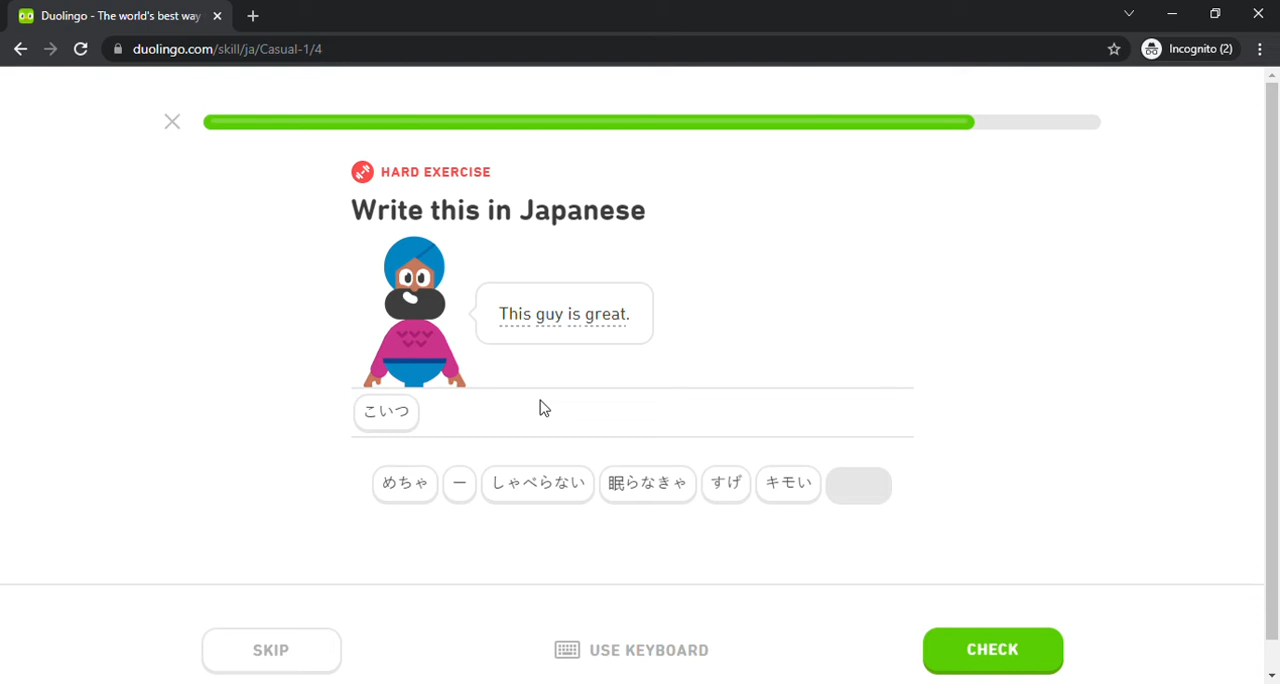 Duolingo - The world's best way
duolingo.com/skill/ja/Casual-1/4
Incognito (2)
HARD EXERCISE
Write this in Japanese
This guy is great.
こいつ
めちゃ ー しゃべらない 眠らなきゃ すげ キモい
SKIP USE KEYBOARD CHECK